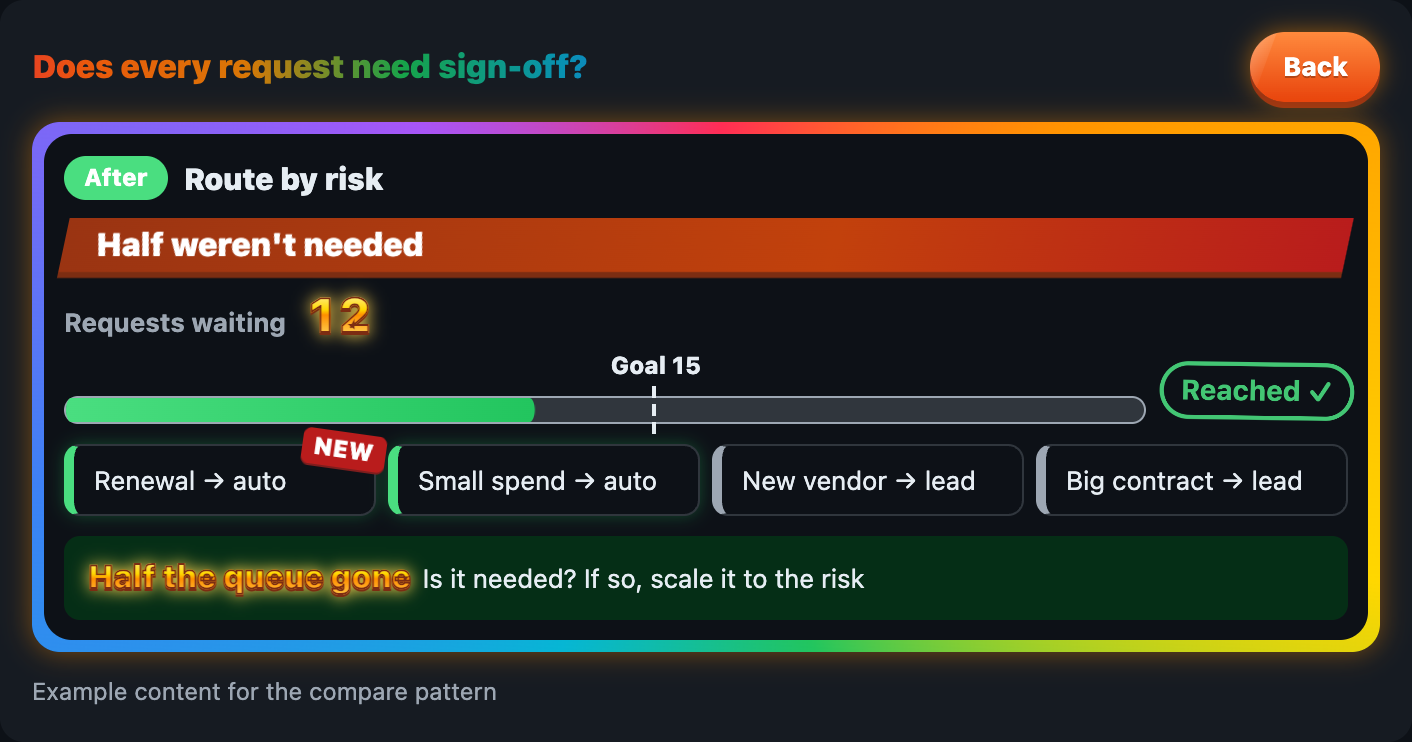 Does every request need sign-off?
Back
After Route by risk
Half weren't needed
Requests waiting 12
Goal 15
Reached ✓
NEW
Renewal → auto
Small spend → auto
New vendor → lead
Big contract → lead
Half the queue gone Is it needed? If so, scale it to the risk
Example content for the compare pattern